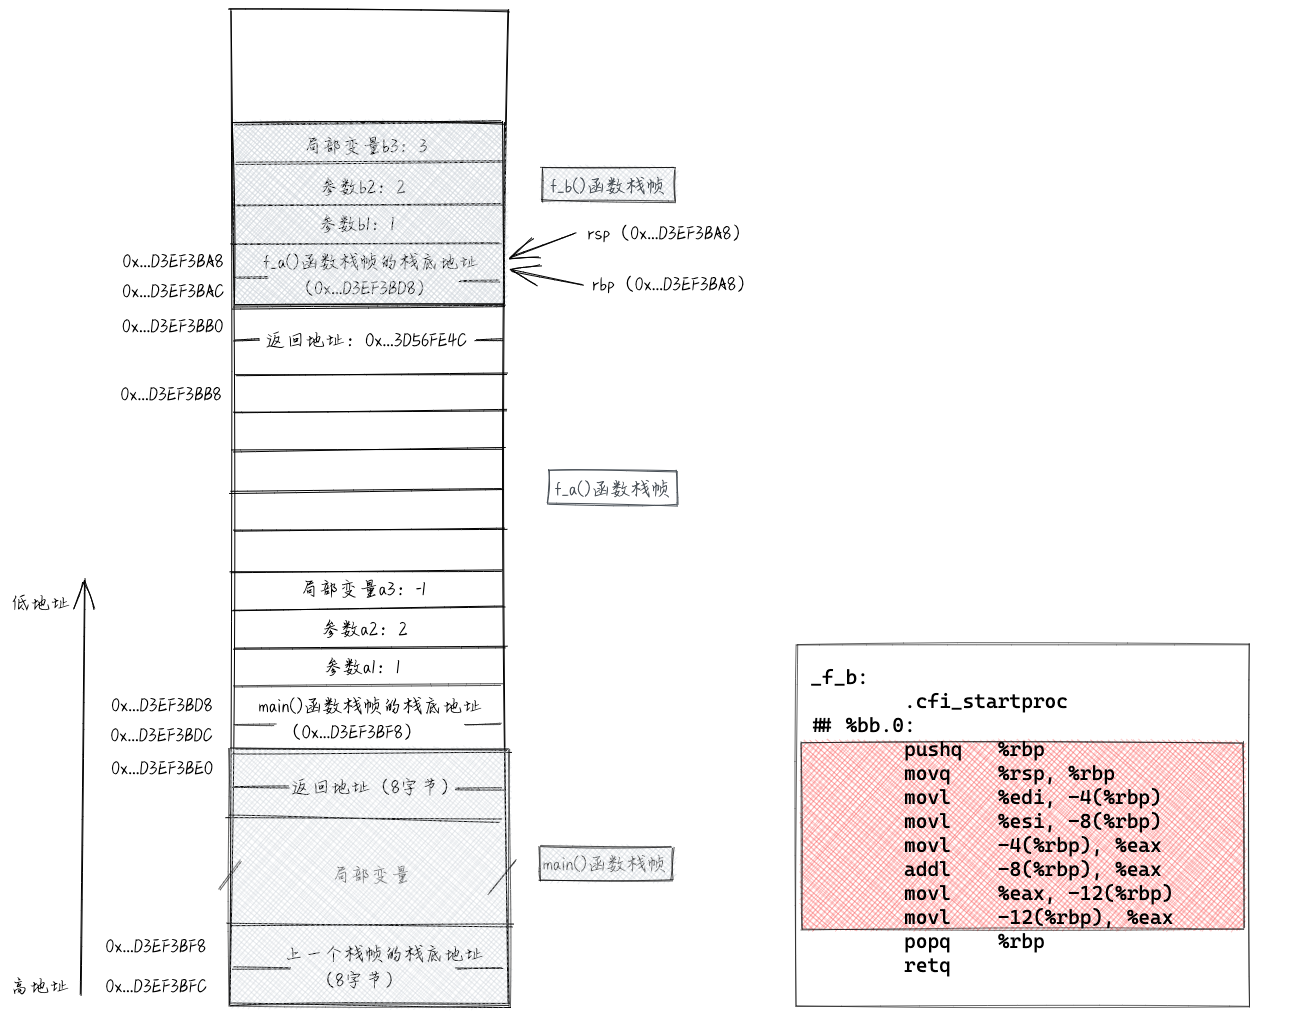 局部变量b3: 3
参数b2: 2
f_b()函数栈帧
参数b1: 1
rsp (0x...D3EF3BA8)
0x...D3EF3BA8
f_a()函数栈帧的栈底地址
0x...D3EF3BAC
(0x...D3EF3BD8)
rbp (0x...D3EF3BA8)
0x...D3EF3BB0
返回地址: 0x...3D56FE4C
0x...D3EF3BB8
f_a()函数栈帧
低地址
局部变量a3: -1
参数a2: 2
参数a1: 1
0x...D3EF3BD8
main()函数栈帧的栈底地址
0x...D3EF3BDC
(0x...D3EF3BF8)
0x...D3EF3BE0
返回地址 (8字节)
局部变量
main()函数栈帧
0x...D3EF3BF8
上一个栈帧的栈底地址
(8字节)
高地址
0x...D3EF3BFC
_f_b:
.cfi_startproc
## %bb.0:
pushq %rbp
movq %rsp, %rbp
movl %edi, -4(%rbp)
movl %esi, -8(%rbp)
movl -4(%rbp), %eax
addl -8(%rbp), %eax
movl %eax, -12(%rbp)
movl -12(%rbp), %eax
popq %rbp
retq